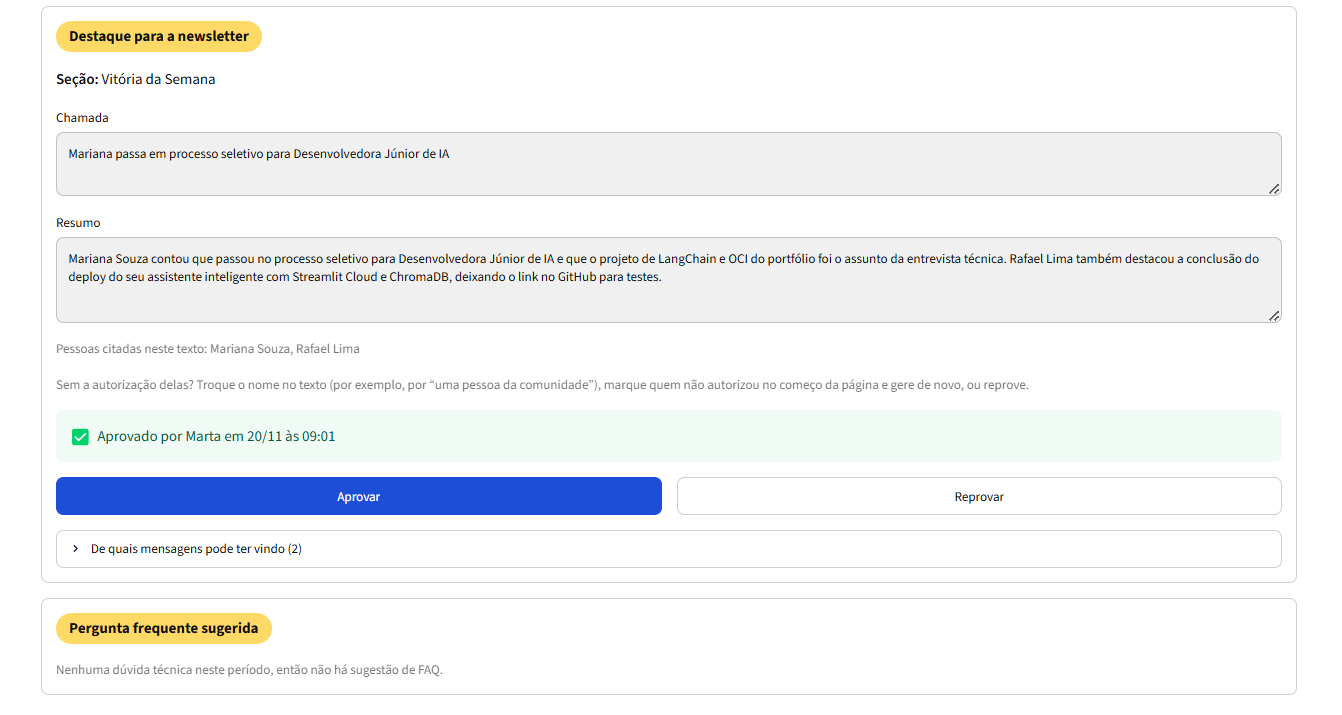 Destaque para a newsletter
Seção: Vitória da Semana
Chamada
Mariana passa em processo seletivo para Desenvolvedora Júnior de IA
Resumo
Mariana Souza contou que passou no processo seletivo para Desenvolvedora Júnior de IA e que o projeto de LangChain e OCI do portfólio foi o assunto da entrevista técnica. Rafael Lima também destacou a conclusão do
deploy do seu assistente inteligente com Streamlit Cloud e ChromaDB, deixando o link no GitHub para testes.
Pessoas citadas neste texto: Mariana Souza, Rafael Lima
Sem a autorização delas? Troque o nome no texto (por exemplo, por “uma pessoa da comunidade”), marque quem não autorizou no começo da página e gere de novo, ou reprove.
Aprovado por Marta em 20/11 às 09:01
Aprovar
Reprovar
De quais mensagens pode ter vindo (2)
Pergunta frequente sugerida
Nenhuma dúvida técnica neste período, então não há sugestão de FAQ.